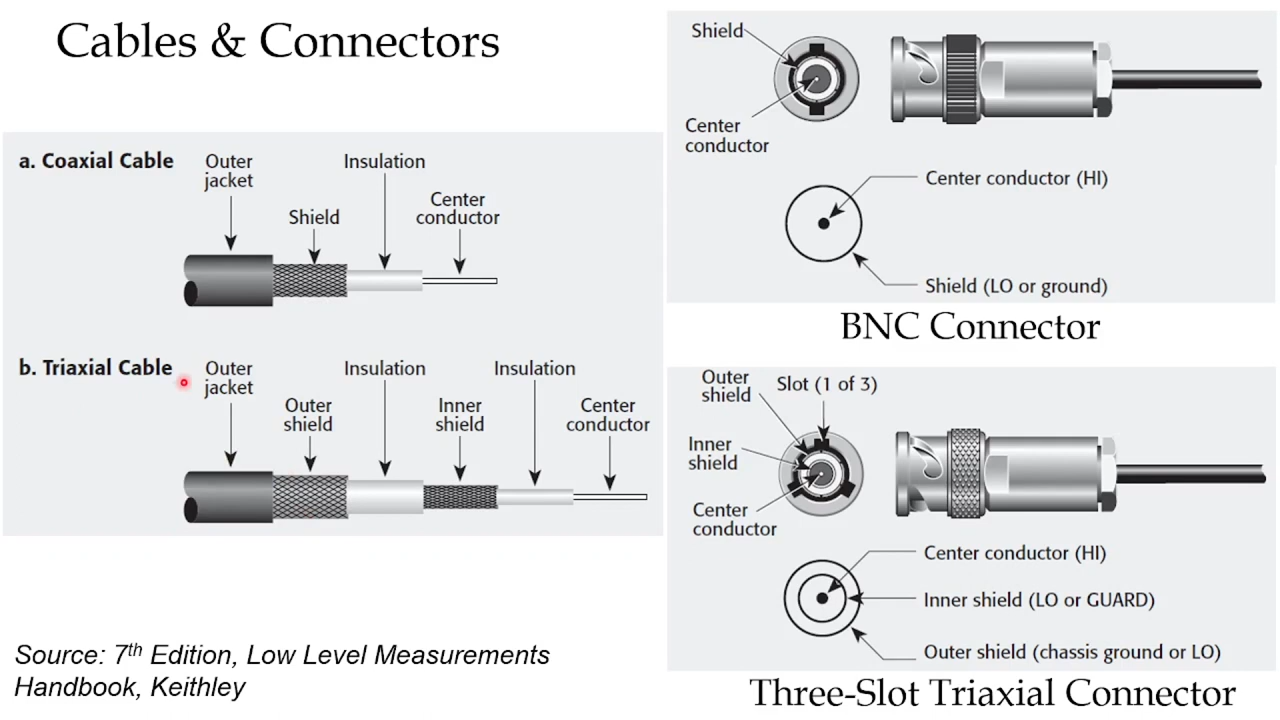 Cables & Connectors
a. Coaxial Cable
Outer
jacket
Shield
Insulation
Center
conductor
b. Triaxial Cable
Outer
jacket
Outer
shield
Insulation
Inner
shield
Insulation
Center
conductor
Source: 7th Edition, Low Level Measurements
Handbook, Keithley
Shield
Center
conductor
Center conductor (HI)
Shield (LO or ground)
BNC Connector
Outer
shield
Slot (1 of 3)
Inner
shield
Center
conductor
Center conductor (HI)
Inner shield (LO or GUARD)
Outer shield (chassis ground or LO)
Three-Slot Triaxial Connector